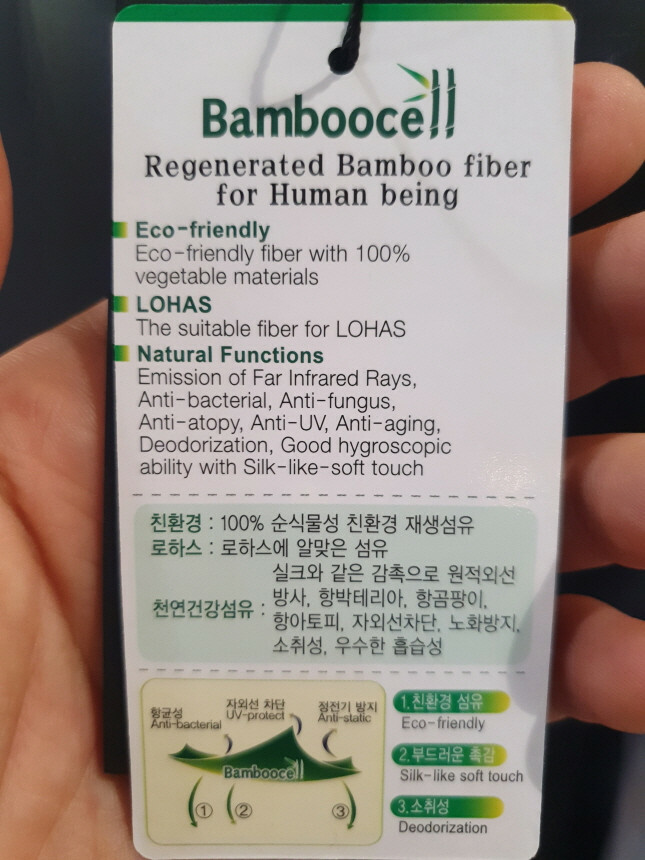 Bamboocell
Regenerated Bamboo fiber
for Human being
Eco-friendly
Eco-friendly fiber with 100%
vegetable materials
LOHAS
The suitable fiber for LOHAS
Natural Functions
Emission of Far Infrared Rays,
Anti-bacterial, Anti-fungus,
Anti-atopy, Anti-UV, Anti-aging,
Deodorization, Good hygroscopic
ability with Silk-like-soft touch
친환경 : 100% 순식물성 친환경 재생섬유
로하스 : 로하스에 알맞은 섬유
천연건강섬유 : 실크와 같은 감촉으로 원적외선
방사, 항박테리아, 항곰팡이,
항아토피, 자외선차단, 노화방지,
소취성, 우수한 흡습성
항균성
Anti-bacterial
자외선 차단
UV-protect
정전기 방지
Anti-static
Bamboocell
① ② ③
1.친환경 섬유
Eco-friendly
2.부드러운 촉감
Silk-like soft touch
3.소취성
Deodorization